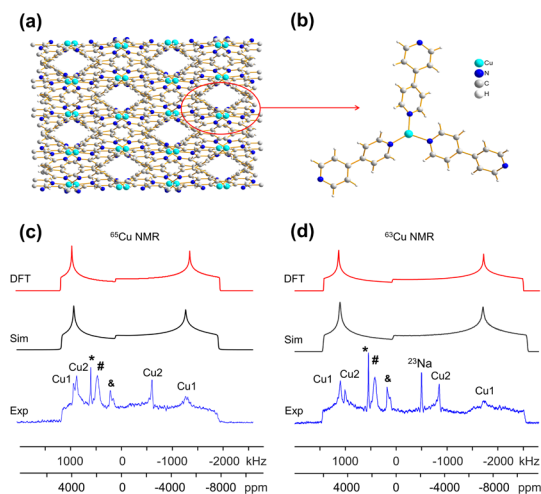 (a)
(b)
Cu
N
C
H
(c) ⁶⁵Cu NMR
DFT
Sim
Cu1 Cu2 * # & Cu2 Cu1
Exp
1000 0 -1000 -2000 kHz
4000 0 -4000 -8000 ppm
(d) ⁶³Cu NMR
DFT
Sim
Cu1 Cu2 * # & ²³Na Cu2 Cu1
Exp
1000 0 -1000 -2000 kHz
4000 0 -4000 -8000 ppm